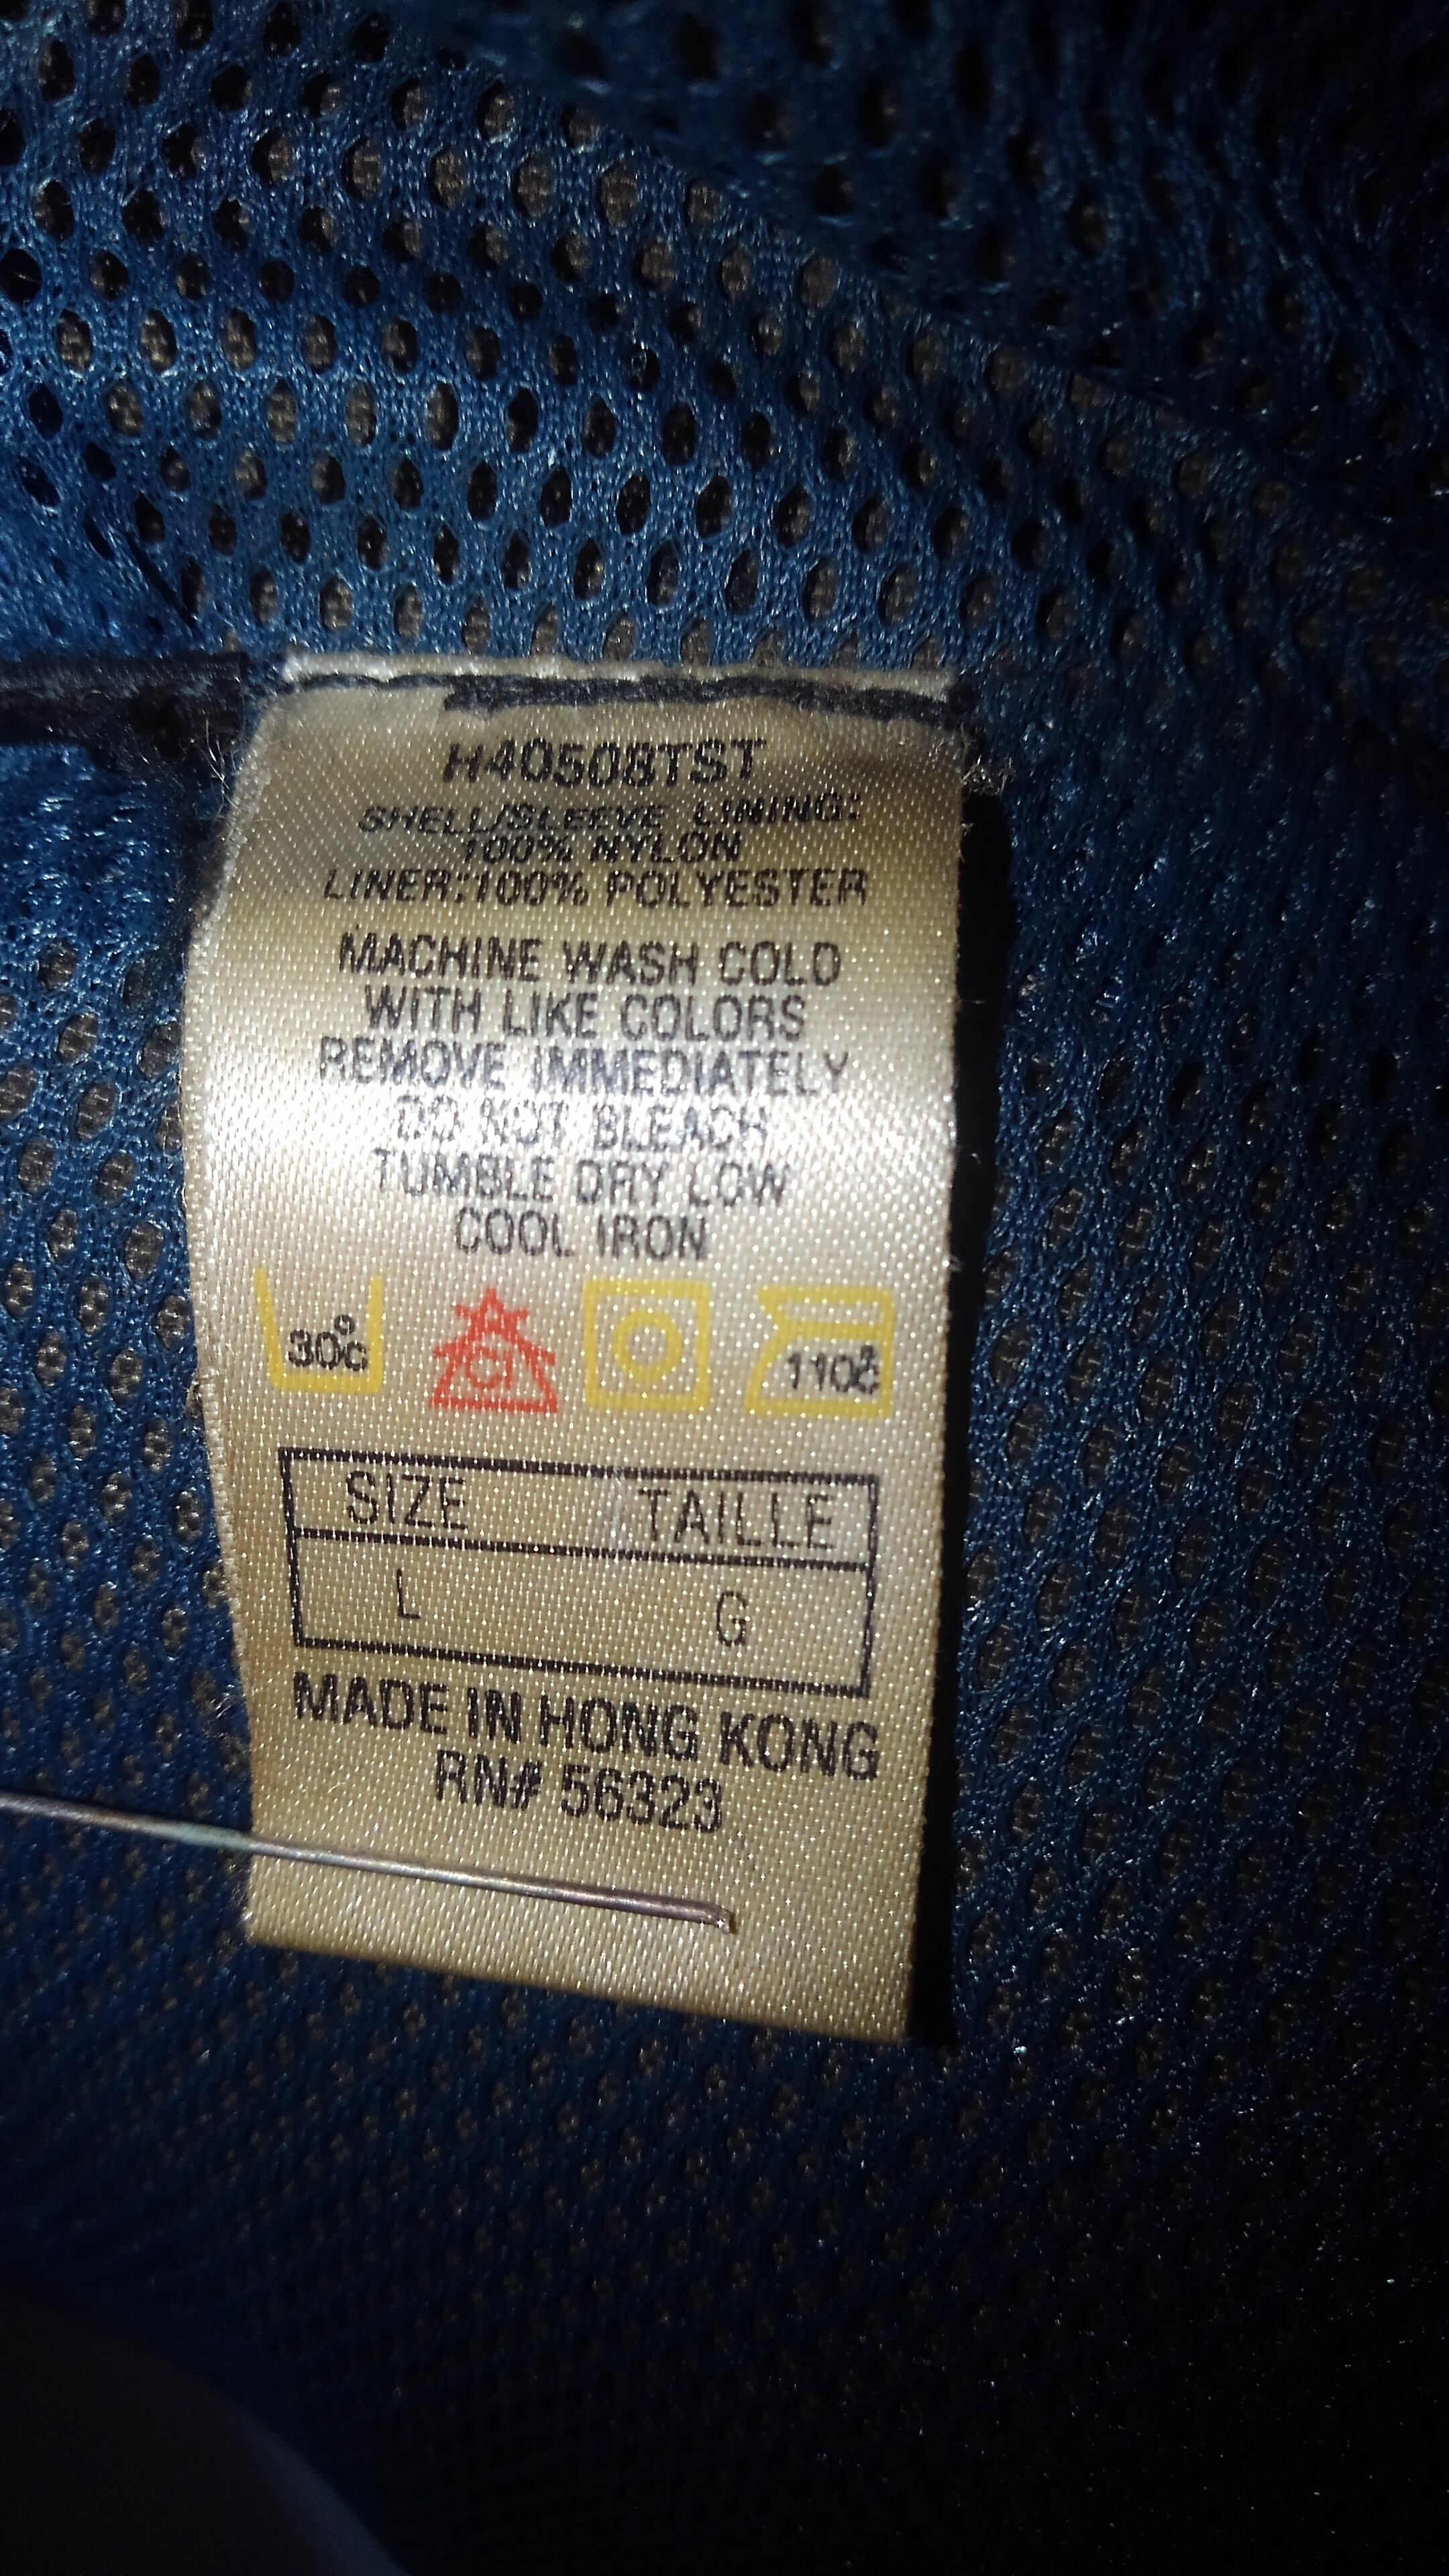 H40508TST
SHELL/SLEEVE LINING:
100% NYLON
LINER:100% POLYESTER
MACHINE WASH COLD
WITH LIKE COLORS
REMOVE IMMEDIATELY
DO NOT BLEACH
TUMBLE DRY LOW
COOL IRON
30°C Cl 110°C
SIZE TAILLE
L G
MADE IN HONG KONG
RN# 56323